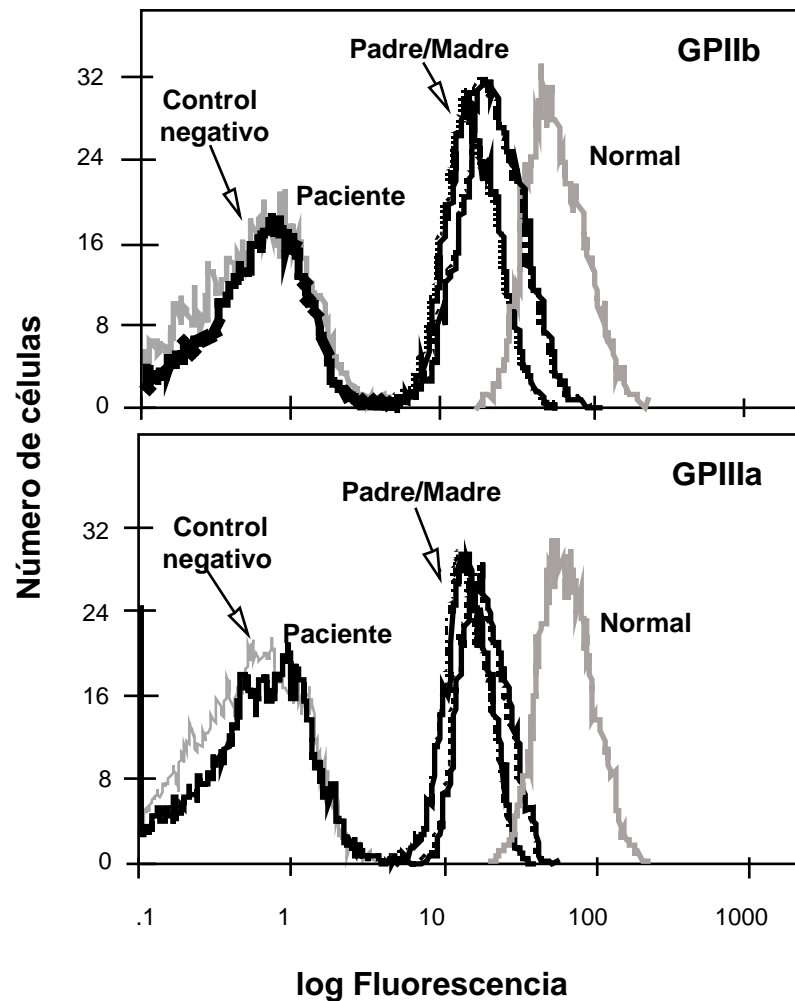 GPIIb
Padre/Madre
Control
negativo
Paciente
Normal
32
24
16
8
0
GPIIIa
Padre/Madre
Control
negativo
Paciente
Normal
32
24
16
8
0
.1
1
10
100
1000
Número de células
log Fluorescencia